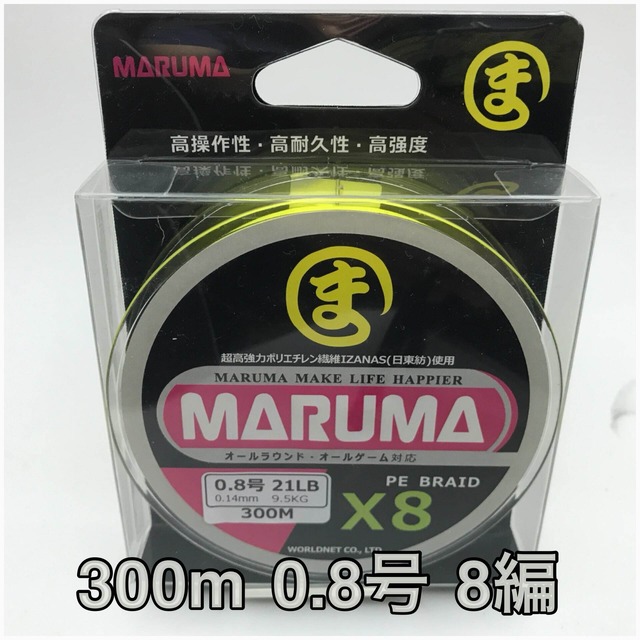 MARUMA
ま
高操作性・高耐久性・高强度
ま
超高強力ポリエチレン繊維IZANAS(日東紡)使用
MARUMA MAKE LIFE HAPPIER
MARUMA
オールラウンド・オールゲーム対応
0.8号 21LB
0.14mm 9.5KG
300M
PE BRAID
X8
WORLDNET CO., LTD
300m 0.8号 8編